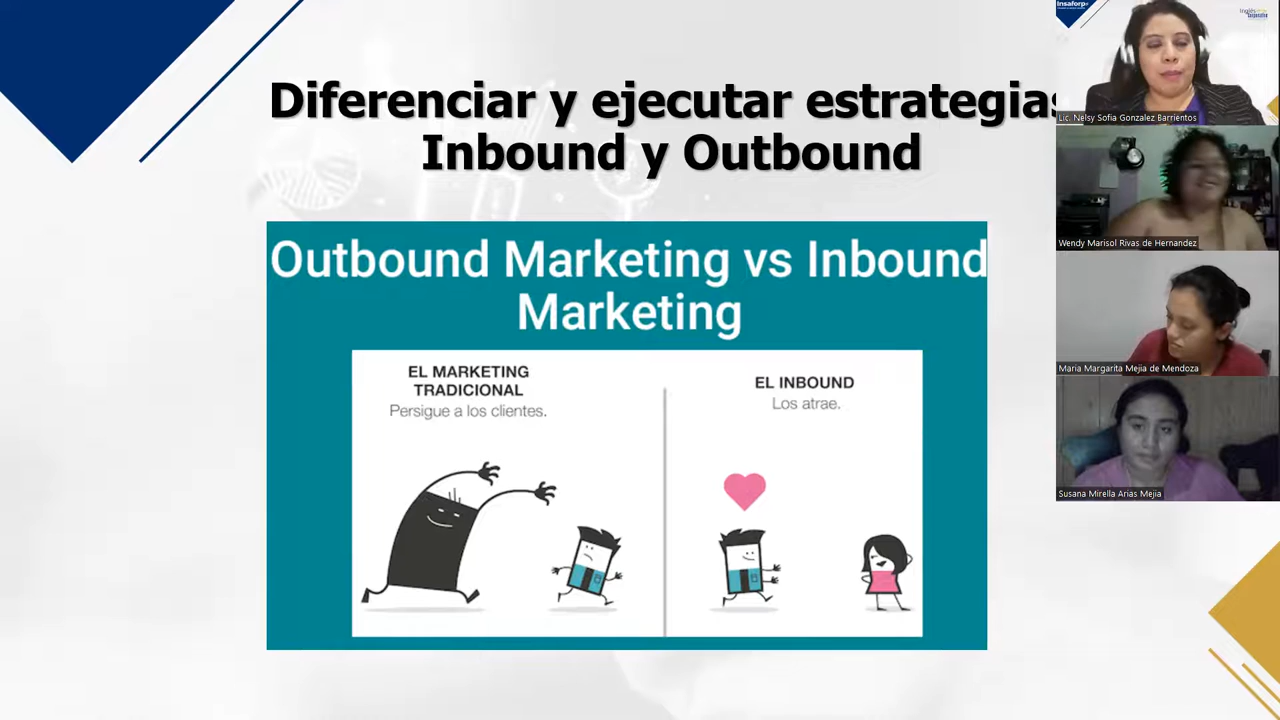 Diferenciar y ejecutar estrategias
Inbound y Outbound
Outbound Marketing vs Inbound
Marketing
EL MARKETING
TRADICIONAL
Persigue a los clientes.
EL INBOUND
Los atrae.
Insaforp
Lic. Nelsy Sofia Gonzalez Barrientos
Wendy Marisol Rivas de Hernandez
Maria Margarita Mejia de Mendoza
Susana Mirella Arias Mejia